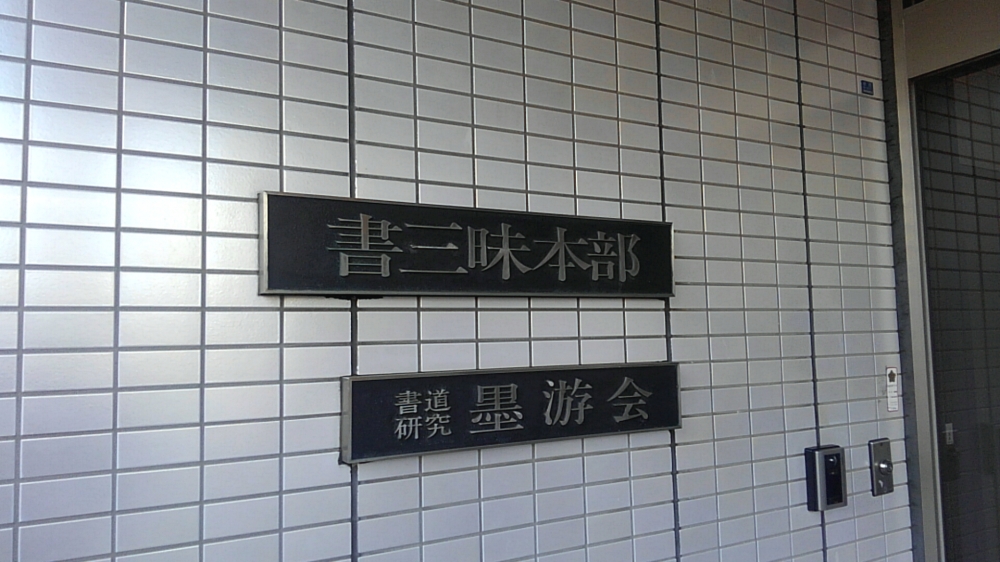 書三昧本部
書道
研究
墨游会